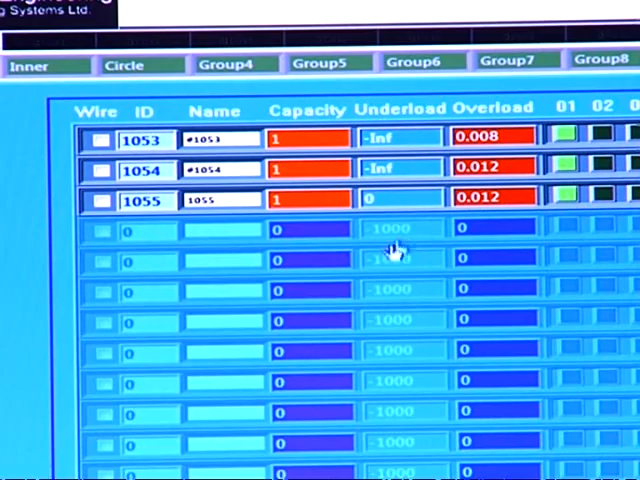 Engineering
g Systems Ltd.
Inner Circle Group4 Group5 Group6 Group7 Group8
Wire ID Name Capacity Underload Overload 01 02 0
1053 #1053 1 -Inf 0.008
1054 #1054 1 -Inf 0.012
1055 1055 1 0 0.012
0 0 -1000 0
0 0 0
0 0 -1000 0
0 0 -1000 0
0 0 -1000 0
0 0 -1000 0
0 0 -1000 0
0 0 -1000 0
0 0 -1000 0